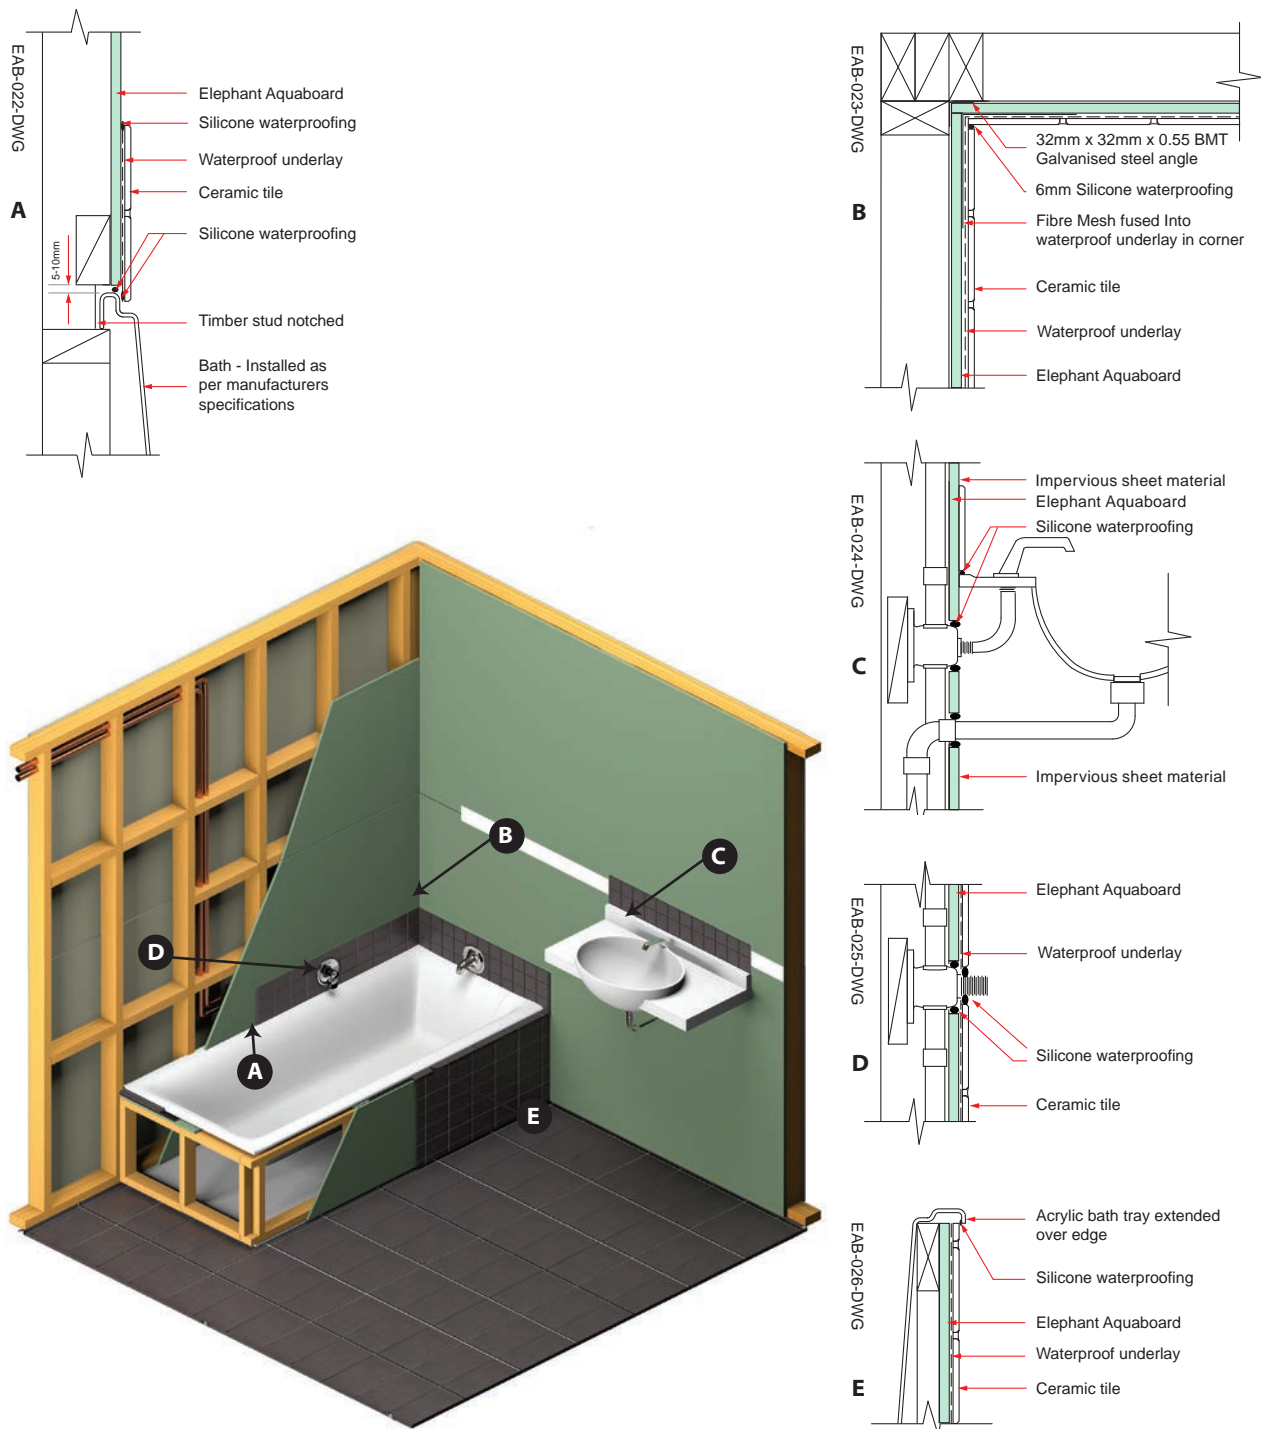 EAB-022-DWG
Elephant Aquaboard
Silicone waterproofing
Waterproof underlay
Ceramic tile
A
Silicone waterproofing
5-10mm
Timber stud notched
Bath - Installed as
per manufacturers
specifications
EAB-023-DWG
32mm x 32mm x 0.55 BMT
Galvanised steel angle
6mm Silicone waterproofing
B
Fibre Mesh fused Into
waterproof underlay in corner
Ceramic tile
Waterproof underlay
Elephant Aquaboard
EAB-024-DWG
Impervious sheet material
Elephant Aquaboard
Silicone waterproofing
C
Impervious sheet material
B
C
D
A
E
EAB-025-DWG
Elephant Aquaboard
Waterproof underlay
Silicone waterproofing
D
Ceramic tile
EAB-026-DWG
Acrylic bath tray extended
over edge
Silicone waterproofing
Elephant Aquaboard
Waterproof underlay
E
Ceramic tile